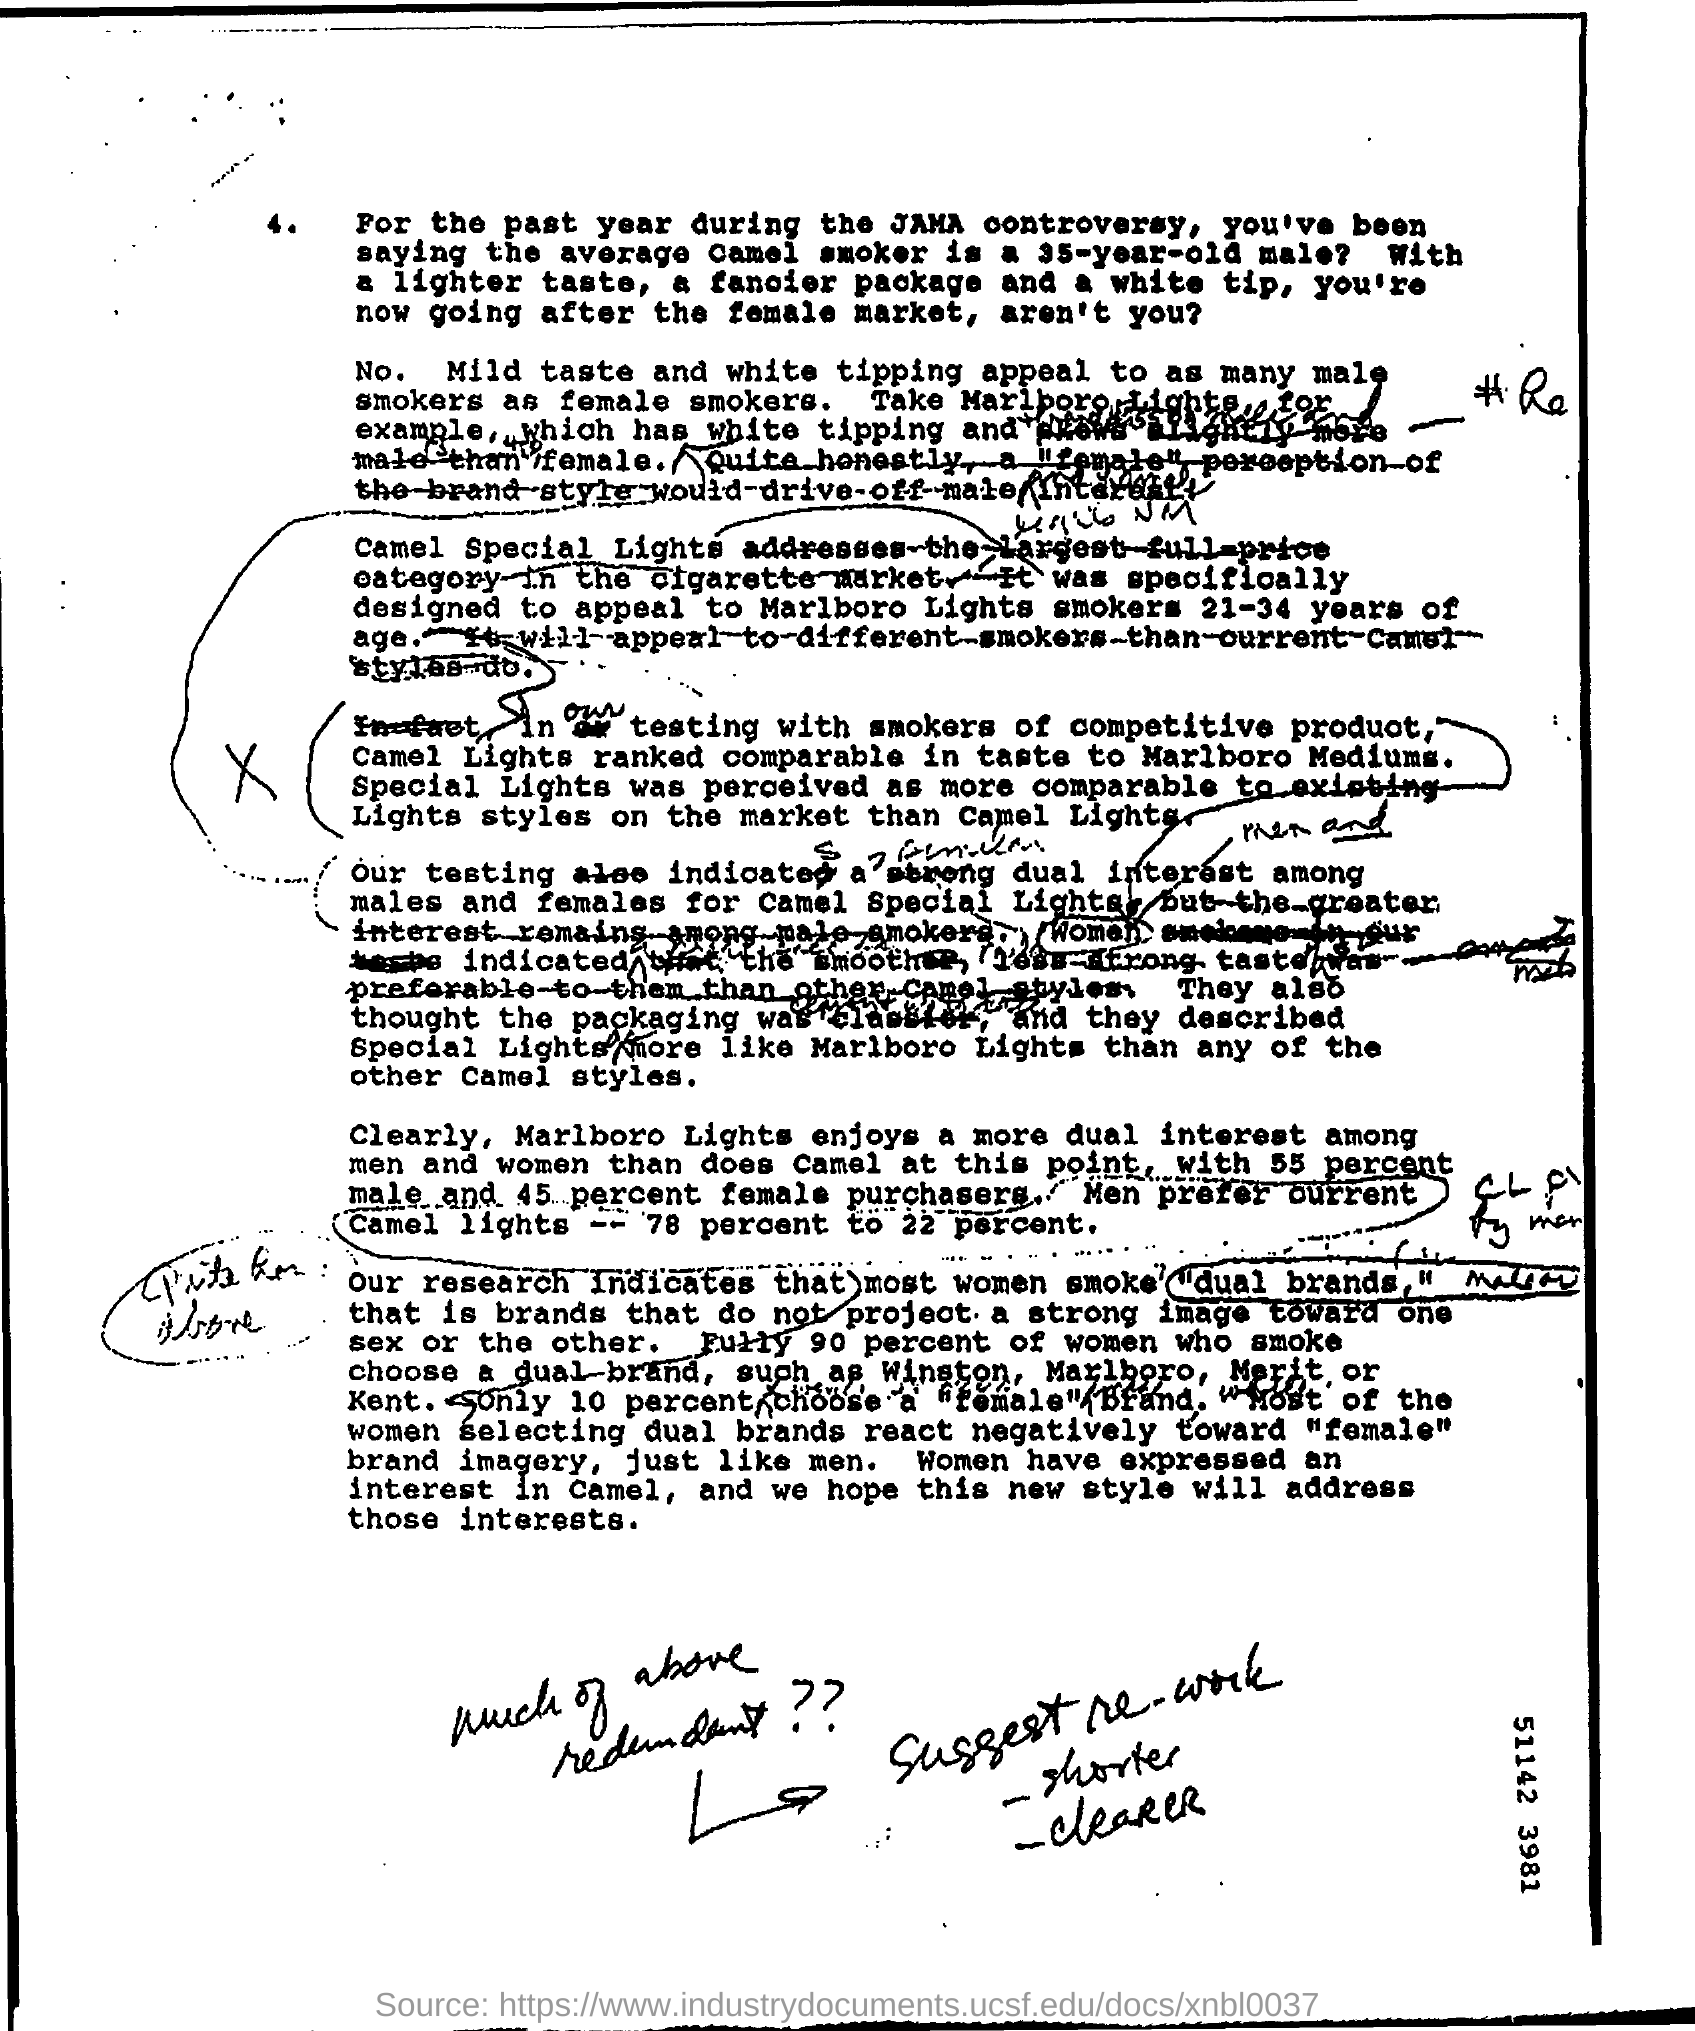 4. For the past year during the JAMA controversy, you've been
saying the average Camel smoker is a 35-year-old male? With
a lighter taste, a fancier package and a white tip, you're
now going after the female market, aren't you?
No. Mild taste and white tipping appeal to as many male
smokers as female smokers. Take Marlboro Lights, for
# Re
example, which has white tipping and skews slightly more
male than female. Quite honestly, a "female" perception of
the brand style would drive off male interest.
Camel Special Lights addresses the largest full-price
category in the cigarette market. It was specifically
designed to appeal to Marlboro Lights smokers 21-34 years of
age. It will appeal to different smokers than current Camel
styles do.
our
In fact, in testing with smokers of competitive product,
Camel Lights ranked comparable in taste to Marlboro Mediums.
X
Special Lights was perceived as more comparable to existing
Lights styles on the market than Camel Lights.
men and
Our testing also indicated a strong dual interest among
males and females for Camel Special Lights, but the greater
interest remains among male smokers. Women smokers in our
tests indicated that the smoother, less strong taste was
preferable to them than other Camel styles. They also
thought the packaging was classier, and they described
Special Lights more like Marlboro Lights than any of the
other Camel styles.
Clearly, Marlboro Lights enjoys a more dual interest among
men and women than does Camel at this point, with 55 percent
male and 45 percent female purchasers. Men prefer current
Camel lights -- 78 percent to 22 percent.
by men
above
Our research indicates that most women smoke "dual brands,"
that is brands that do not project a strong image toward one
sex or the other. Fully 90 percent of women who smoke
choose a dual brand, such as Winston, Marlboro, Merit or
Kent. Only 10 percent choose a "female" brand. Most of the
women selecting dual brands react negatively toward "female"
brand imagery, just like men. Women have expressed an
interest in Camel, and we hope this new style will address
those interests.
much of above
redundant ??
Suggest re-work
- shorter
- clearer
51142 3981
Source: https://www.industrydocuments.ucsf.edu/docs/xnbl0037